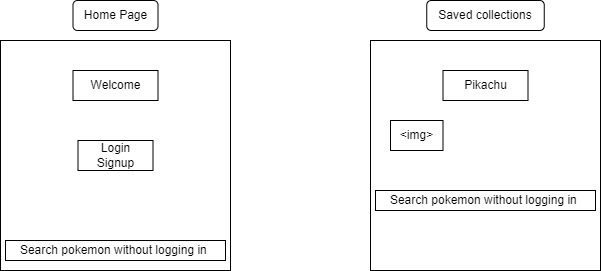 Home Page
Welcome
Login
Signup
Search pokemon without logging in
Saved collections
Pikachu
<img>
Search pokemon without logging in